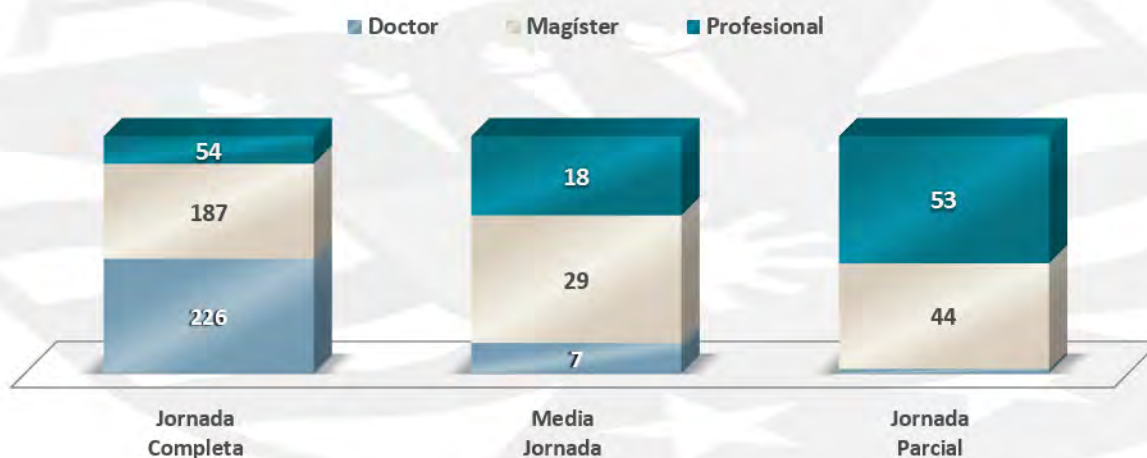 Doctor Magíster Profesional
54
187
226
18
29
7
53
44
Jornada
Completa
Media
Jornada
Jornada
Parcial